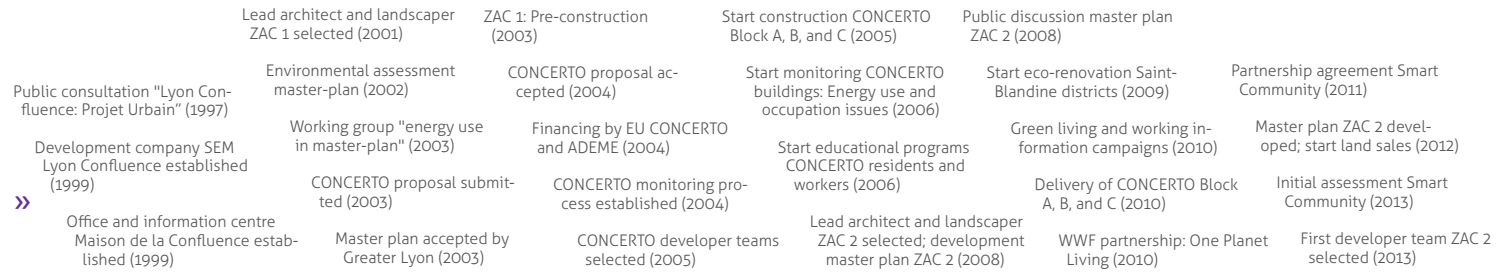 Public consultation "Lyon Con-
fluence: Projet Urbain” (1997)
Development company SEM
Lyon Confluence established
(1999)
»
Office and information centre
Maison de la Confluence estab-
lished (1999)
Lead architect and landscaper
ZAC 1 selected (2001)
Environmental assessment
master-plan (2002)
Working group "energy use
in master-plan" (2003)
CONCERTO proposal submit-
ted (2003)
Master plan accepted by
Greater Lyon (2003)
ZAC 1: Pre-construction
(2003)
CONCERTO proposal ac-
cepted (2004)
Financing by EU CONCERTO
and ADEME (2004)
CONCERTO monitoring pro-
cess established (2004)
CONCERTO developer teams
selected (2005)
Start construction CONCERTO
Block A, B, and C (2005)
Start monitoring CONCERTO
buildings: Energy use and
occupation issues (2006)
Start educational programs
CONCERTO residents and
workers (2006)
Lead architect and landscaper
ZAC 2 selected; development
master plan ZAC 2 (2008)
Public discussion master plan
ZAC 2 (2008)
Start eco-renovation Saint-
Blandine districts (2009)
Green living and working in-
formation campaigns (2010)
Delivery of CONCERTO Block
A, B, and C (2010)
WWF partnership: One Planet
Living (2010)
Partnership agreement Smart
Community (2011)
Master plan ZAC 2 devel-
oped; start land sales (2012)
Initial assessment Smart
Community (2013)
First developer team ZAC 2
selected (2013)